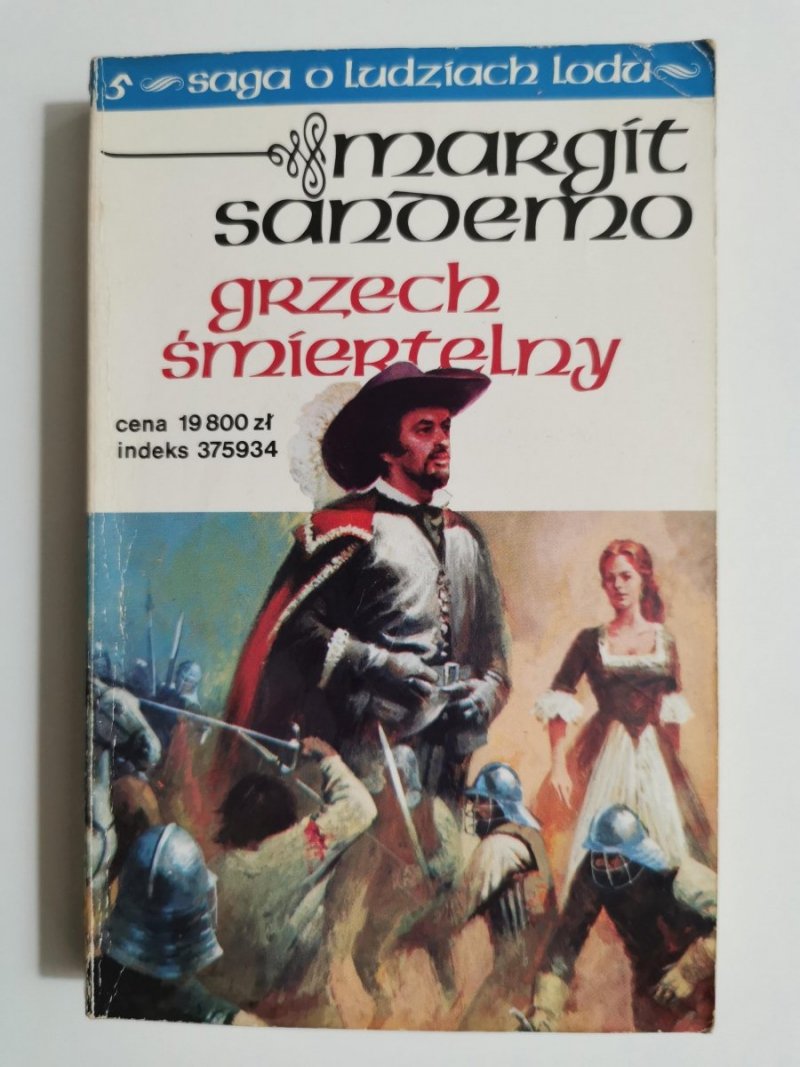 5 saga o ludziach lodu
margit
sandemo
grzech
śmiertelny
cena 19 800 zł
indeks 375934